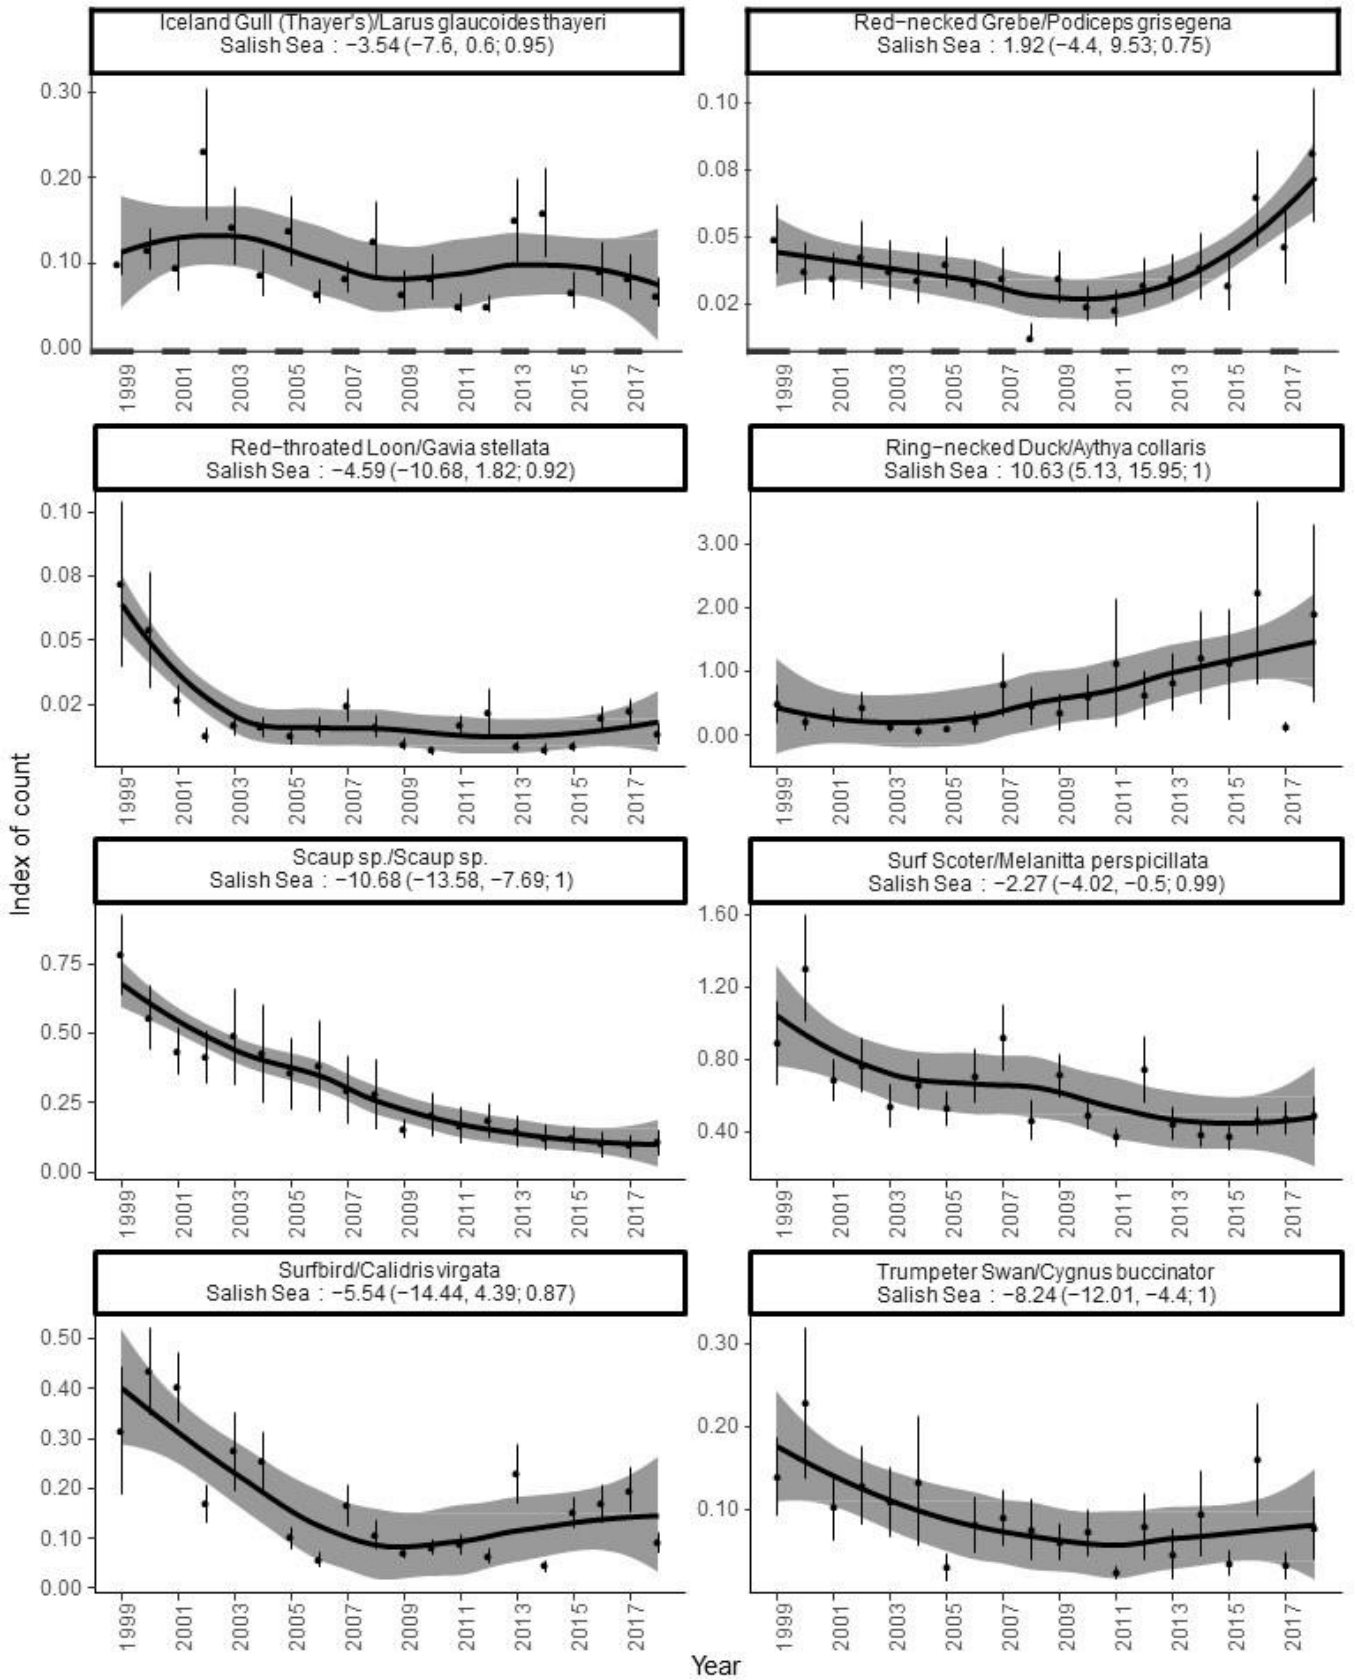 Iceland Gull (Thayer's)/Larus glaucoides thayeri
Salish Sea : −3.54 (−7.6, 0.6; 0.95)
0.30
0.20
0.10
0.00
1999 2001 2003 2005 2007 2009 2011 2013 2015 2017
Red−necked Grebe/Podiceps grisegena
Salish Sea : 1.92 (−4.4, 9.53; 0.75)
0.10
0.08
0.05
0.02
1999 2001 2003 2005 2007 2009 2011 2013 2015 2017
Red−throated Loon/Gavia stellata
Salish Sea : −4.59 (−10.68, 1.82; 0.92)
0.10
0.08
0.05
0.02
1999 2001 2003 2005 2007 2009 2011 2013 2015 2017
Ring−necked Duck/Aythya collaris
Salish Sea : 10.63 (5.13, 15.95; 1)
3.00
2.00
1.00
0.00
1999 2001 2003 2005 2007 2009 2011 2013 2015 2017
Index of count
Scaup sp./Scaup sp.
Salish Sea : −10.68 (−13.58, −7.69; 1)
0.75
0.50
0.25
0.00
1999 2001 2003 2005 2007 2009 2011 2013 2015 2017
Surf Scoter/Melanitta perspicillata
Salish Sea : −2.27 (−4.02, −0.5; 0.99)
1.60
1.20
0.80
0.40
1999 2001 2003 2005 2007 2009 2011 2013 2015 2017
Surfbird/Calidris virgata
Salish Sea : −5.54 (−14.44, 4.39; 0.87)
0.50
0.40
0.30
0.20
0.10
0.00
1999 2001 2003 2005 2007 2009 2011 2013 2015 2017
Trumpeter Swan/Cygnus buccinator
Salish Sea : −8.24 (−12.01, −4.4; 1)
0.30
0.20
0.10
1999 2001 2003 2005 2007 2009 2011 2013 2015 2017
Year